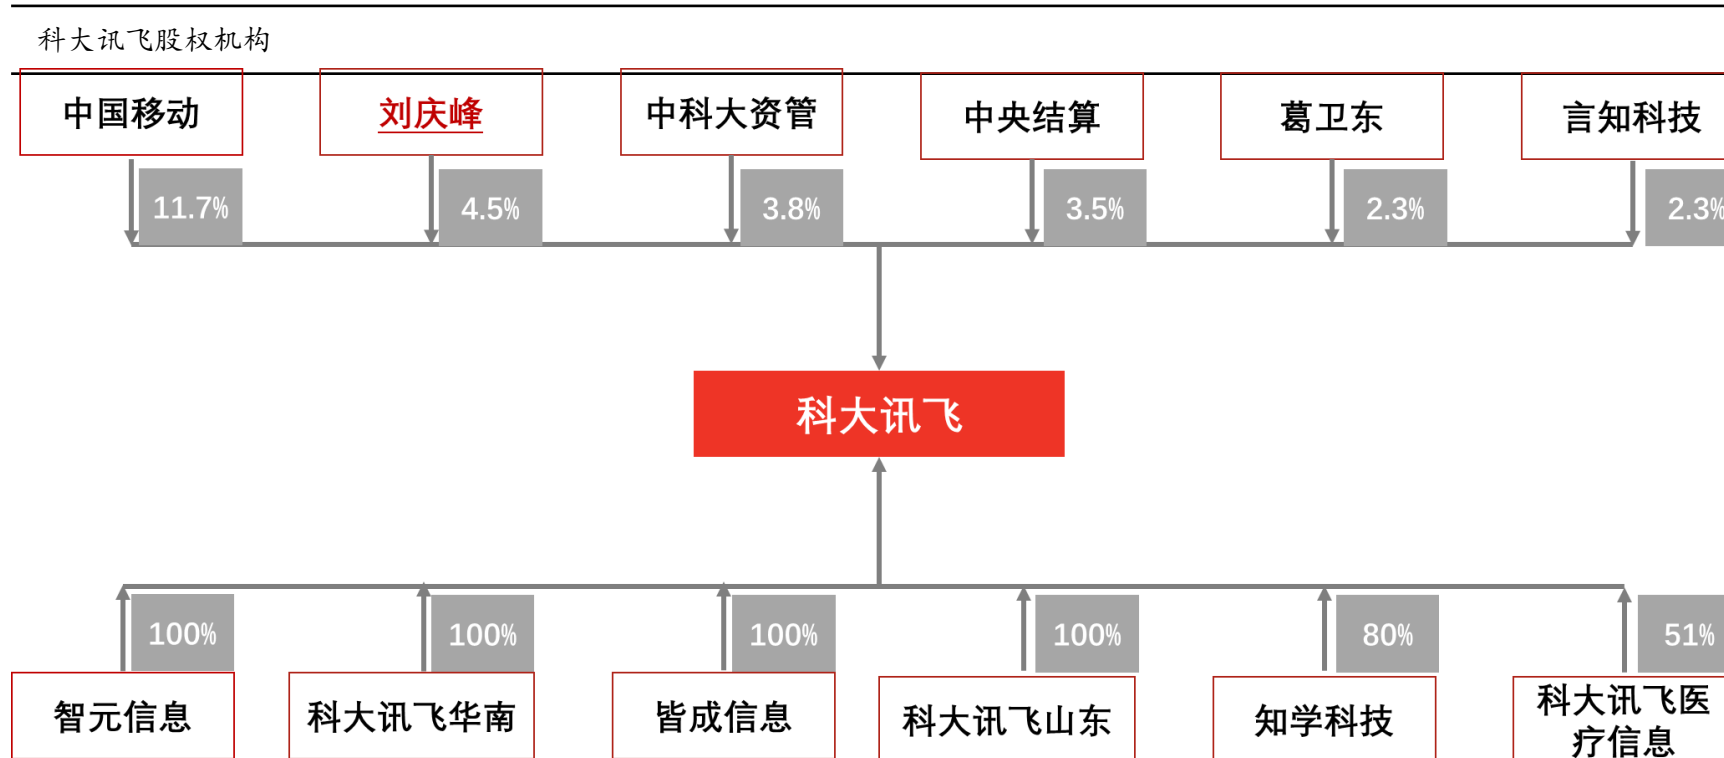 科大讯飞股权机构
中国移动
刘庆峰
中科大资管
中央结算
葛卫东
言知科技
11.7%
4.5%
3.8%
3.5%
2.3%
2.3%
科大讯飞
100%
100%
100%
100%
80%
51%
智元信息
科大讯飞华南
皆成信息
科大讯飞山东
知学科技
科大讯飞医
疗信息